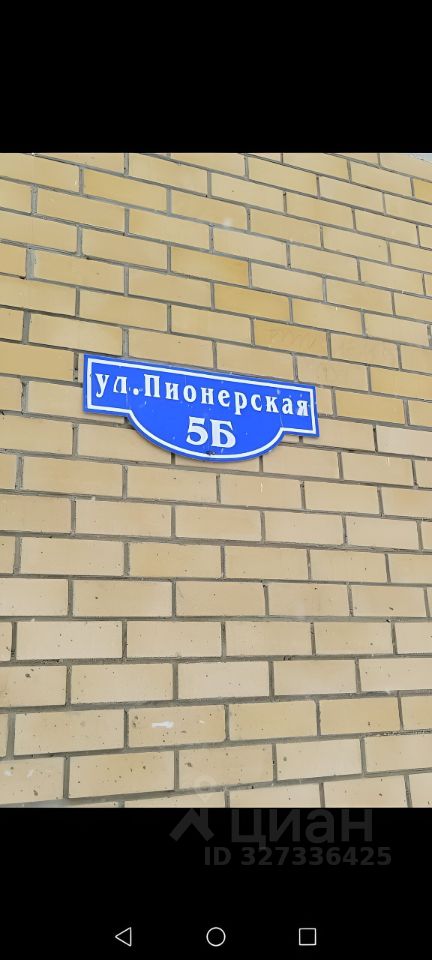 ул.Пионерская
5Б
циан
ID 327336425